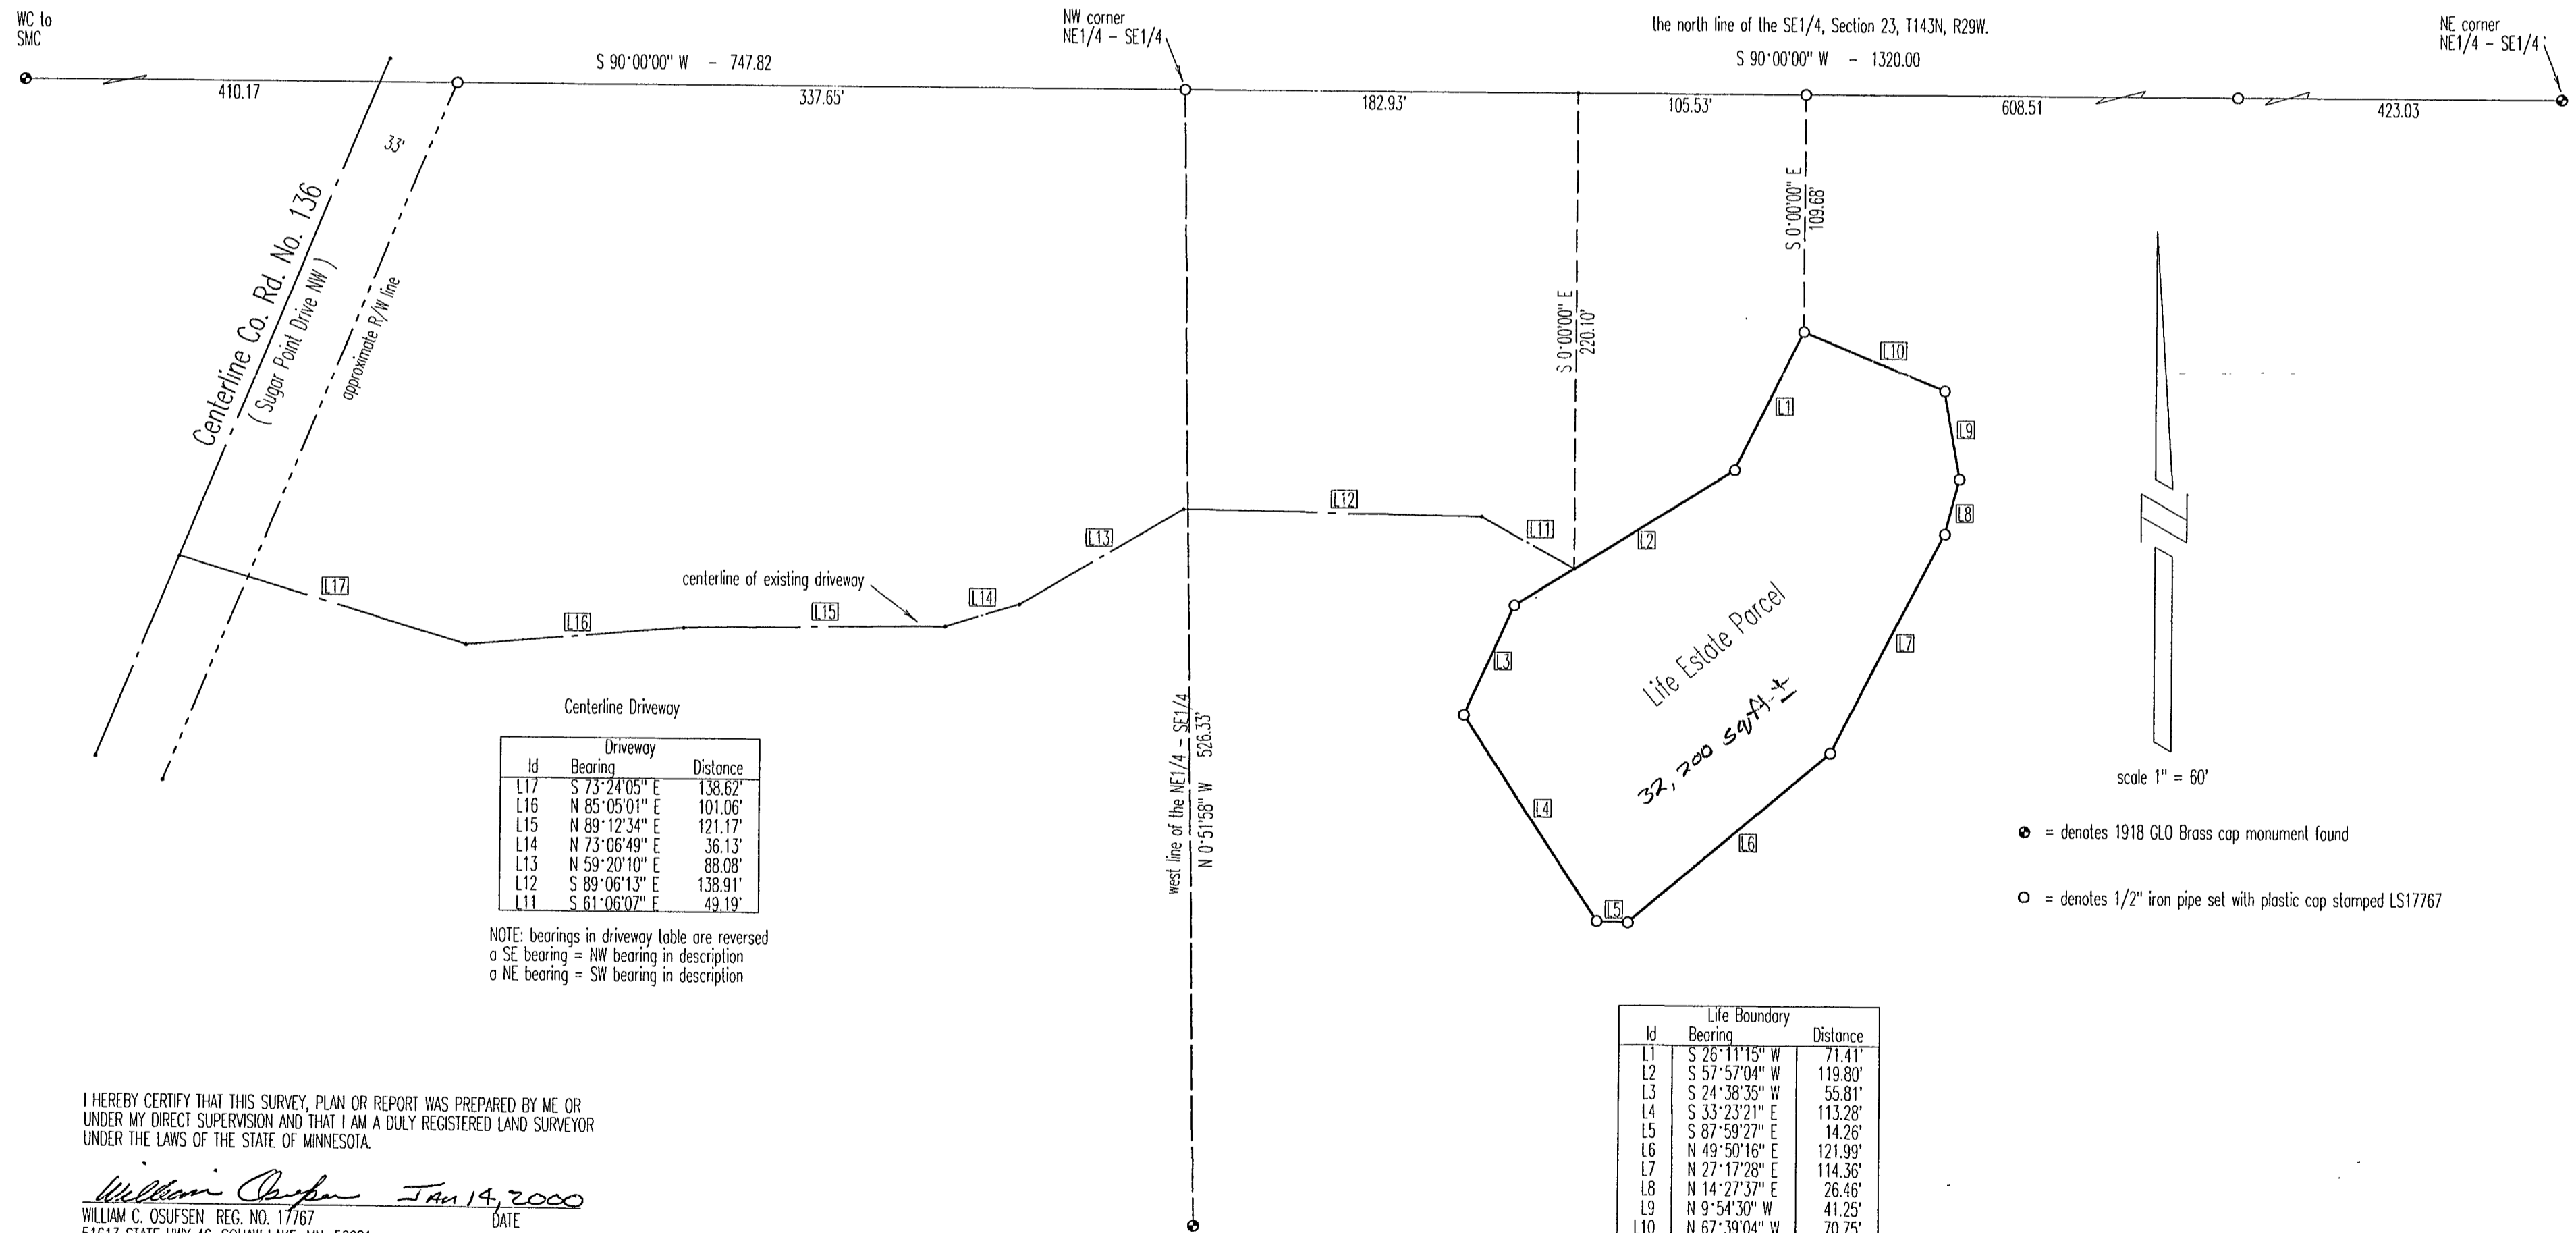 WC to
SMC
NW corner
NE1/4 - SE1/4
the north line of the SE1/4, Section 23, T143N, R29W.
NE corner
NE1/4 - SE1/4
S 90°00'00" W - 747.82
S 90°00'00" W - 1320.00
410.17
337.65'
182.93'
105.53'
608.51
423.03
33'
Centerline Co. Rd. No. 136
( Sugar Point Drive NW )
approximate R/W line
S 0°00'00" E
109.68'
S 0°00'00" E
220.10'
L10
L1
L9
L12
L11
L8
L2
L13
centerline of existing driveway
L17
L14
L15
L16
L3
L7
Life Estate Parcel
32,200 sqft ±
L4
L6
L5
west line of the NE1/4 - SE1/4
N 0°51'58" W 526.33'
scale 1" = 60'
= denotes 1918 GLO Brass cap monument found
= denotes 1/2" iron pipe set with plastic cap stamped LS17767
Centerline Driveway
Driveway
Id Bearing Distance
L17 S 73°24'05" E 138.62'
L16 N 85°05'01" E 101.06'
L15 N 89°12'34" E 121.17'
L14 N 73°06'49" E 36.13'
L13 N 59°20'10" E 88.08'
L12 S 89°06'13" E 138.91'
L11 S 61°06'07" E 49.19'
NOTE: bearings in driveway table are reversed
a SE bearing = NW bearing in description
a NE bearing = SW bearing in description
Life Boundary
Id Bearing Distance
L1 S 26°11'15" W 71.41'
L2 S 57°57'04" W 119.80'
L3 S 24°38'35" W 55.81'
L4 S 33°23'21" E 113.28'
L5 S 87°59'27" E 14.26'
L6 N 49°50'16" E 121.99'
L7 N 27°17'28" E 114.36'
L8 N 14°27'37" E 26.46'
L9 N 9°54'30" W 41.25'
L10 N 67°39'04" W 70.75'
I HEREBY CERTIFY THAT THIS SURVEY, PLAN OR REPORT WAS PREPARED BY ME OR
UNDER MY DIRECT SUPERVISION AND THAT I AM A DULY REGISTERED LAND SURVEYOR
UNDER THE LAWS OF THE STATE OF MINNESOTA.
William Osufsen JAN 14, 2000
WILLIAM C. OSUFSEN REG. NO. 17767 DATE